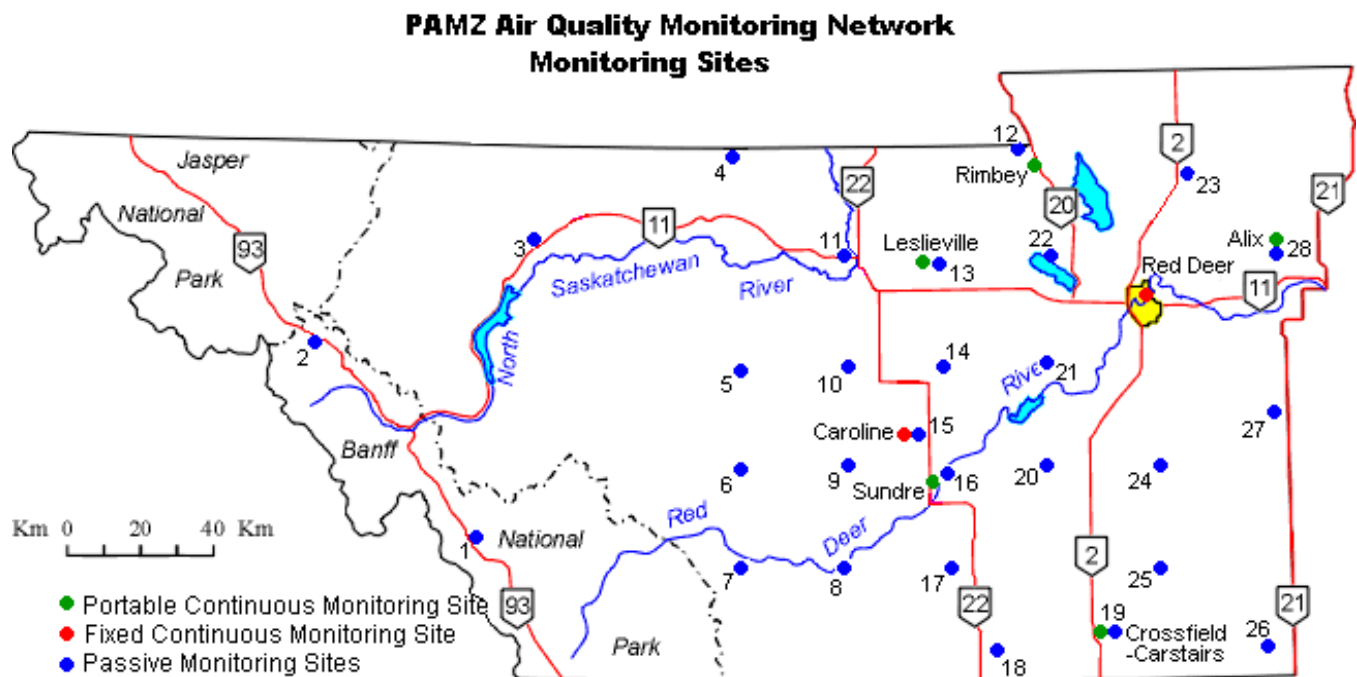 PAMZ Air Quality Monitoring Network
Monitoring Sites
Jasper
National
Park
93
4
22
12
Rimbey
20
2
23
21
3
11
Saskatchewan
River
North
11
Leslieville
13
22
Alix
28
Red Deer
11
2
5
10
14
River
21
Banff
Caroline
15
27
6
9
Sundre
16
20
24
Km 0 20 40 Km
1
National
Red
Deer
7
8
17
2
25
93
Park
22
21
18
19
Crossfield
-Carstairs
26
Portable Continuous Monitoring Site
Fixed Continuous Monitoring Site
Passive Monitoring Sites